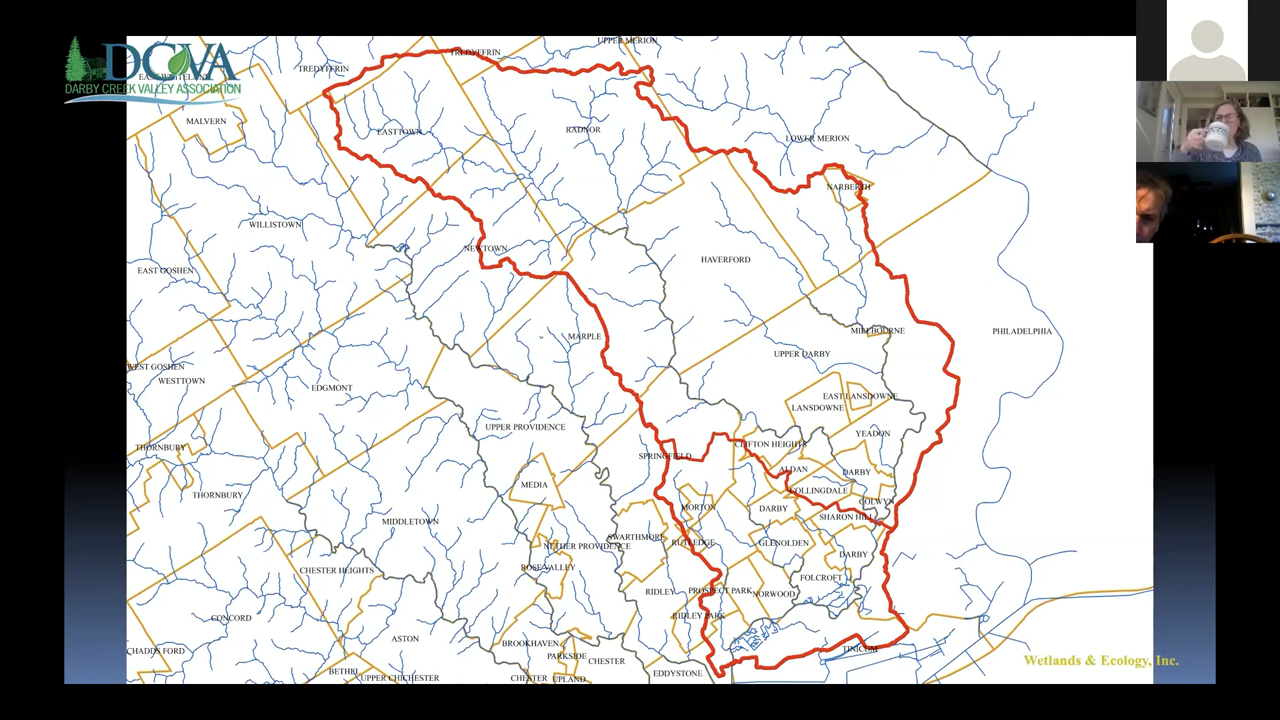 DCVA
DARBY CREEK VALLEY ASSOCIATION
UPPER MERION
TREDYFFRIN
TREDYFFRIN
MALVERN
EASTTOWN
RADNOR
LOWER MERION
NARBERTH
WILLISTOWN
NEWTOWN
HAVERFORD
EAST GOSHEN
MARPLE
MILLBOURNE
PHILADELPHIA
UPPER DARBY
WEST GOSHEN
WESTTOWN
EDGMONT
EAST LANSDOWNE
LANSDOWNE
UPPER PROVIDENCE
YEADON
THORNBURY
CLIFTON HEIGHTS
SPRINGFIELD
ALDAN
DARBY
MEDIA
COLLINGDALE
THORNBURY
COLWYN
MORTON
DARBY
SHARON HILL
MIDDLETOWN
SWARTHMORE
RUTLEDGE
GLENOLDEN
NETHER PROVIDENCE
DARBY
ROSE VALLEY
CHESTER HEIGHTS
FOLCROFT
RIDLEY
PROSPECT PARK
NORWOOD
RIDLEY PARK
CONCORD
ASTON
BROOKHAVEN
TINICUM
CHADDS FORD
PARKSIDE
CHESTER
Wetlands & Ecology, Inc.
BETHEL
UPPER CHICHESTER
CHESTER
UPLAND
EDDYSTONE